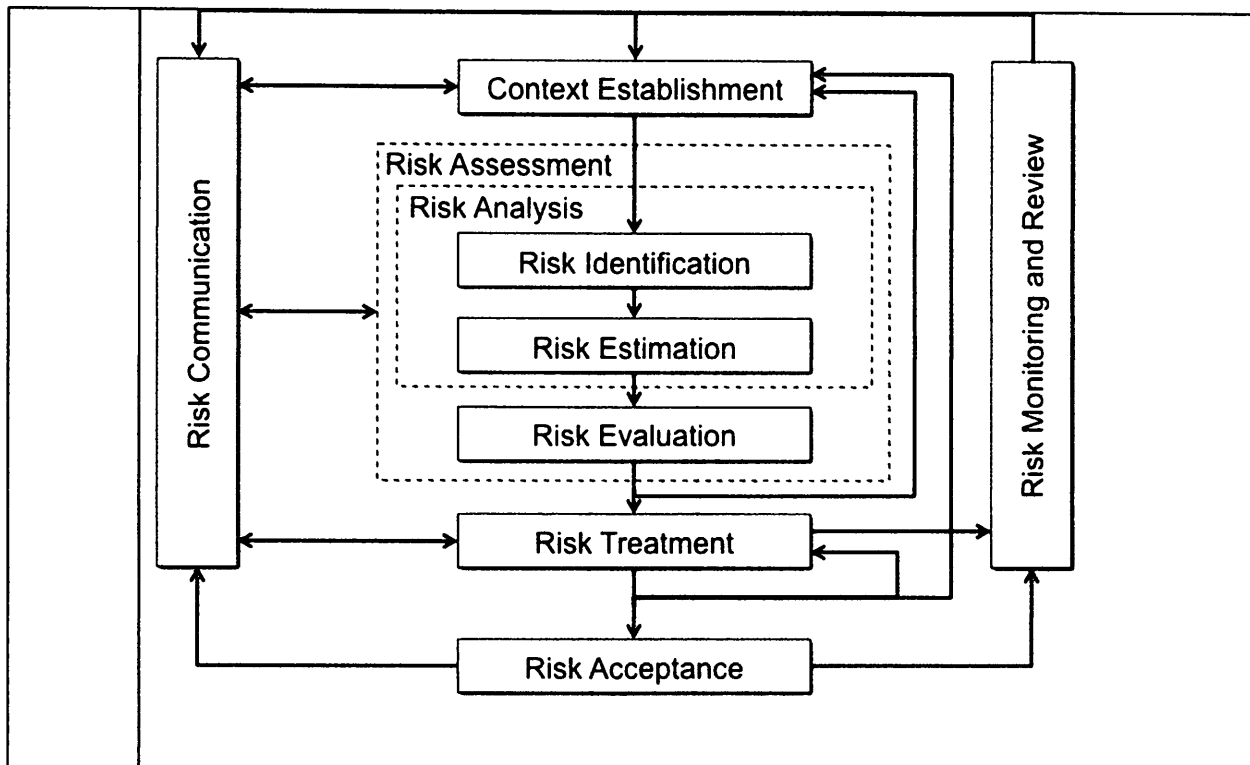 Context Establishment
Risk Assessment
Risk Analysis
Risk Identification
Risk Estimation
Risk Evaluation
Risk Treatment
Risk Acceptance
Risk Communication
Risk Monitoring and Review